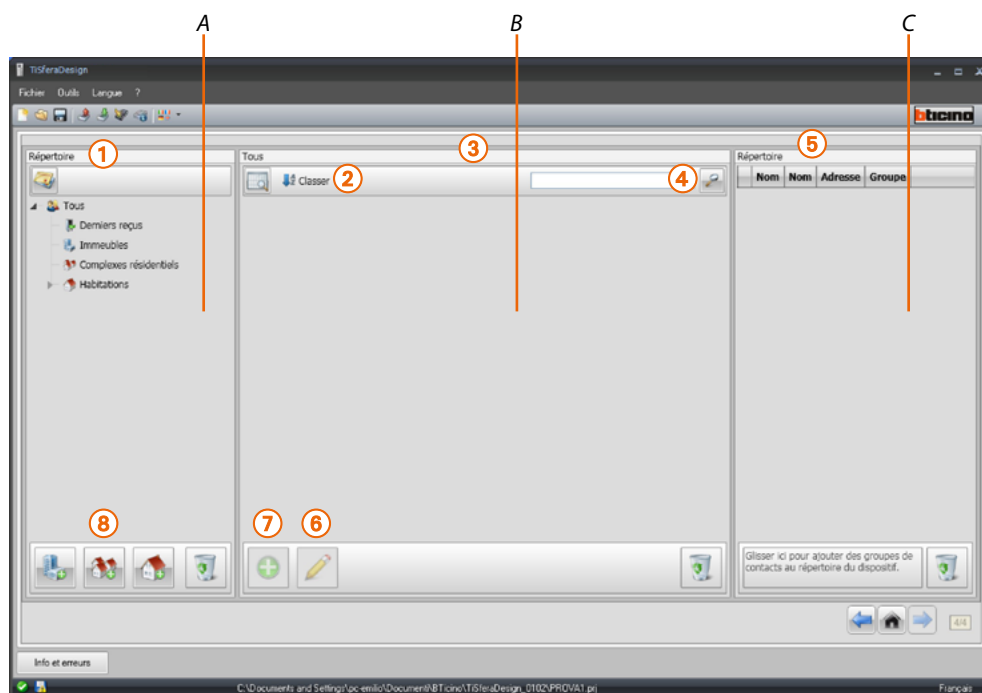 A B C
TiSferaDesign
Fichier Outils Langue ?
bticino
Répertoire 1
Tous 3
Répertoire 5
Classer 2
4
Nom Nom Adresse Groupe
Tous
Derniers reçus
Immeubles
Complexes résidentiels
Habitations
8
7 6
Glisser ici pour ajouter des groupes de
contacts au répertoire du dispositif.
4/4
Info et erreurs
C:\Documents and Settings\pc-emilio\Documenti\BTicino\TiSferaDesign_0102\PROVA1.prj
Français